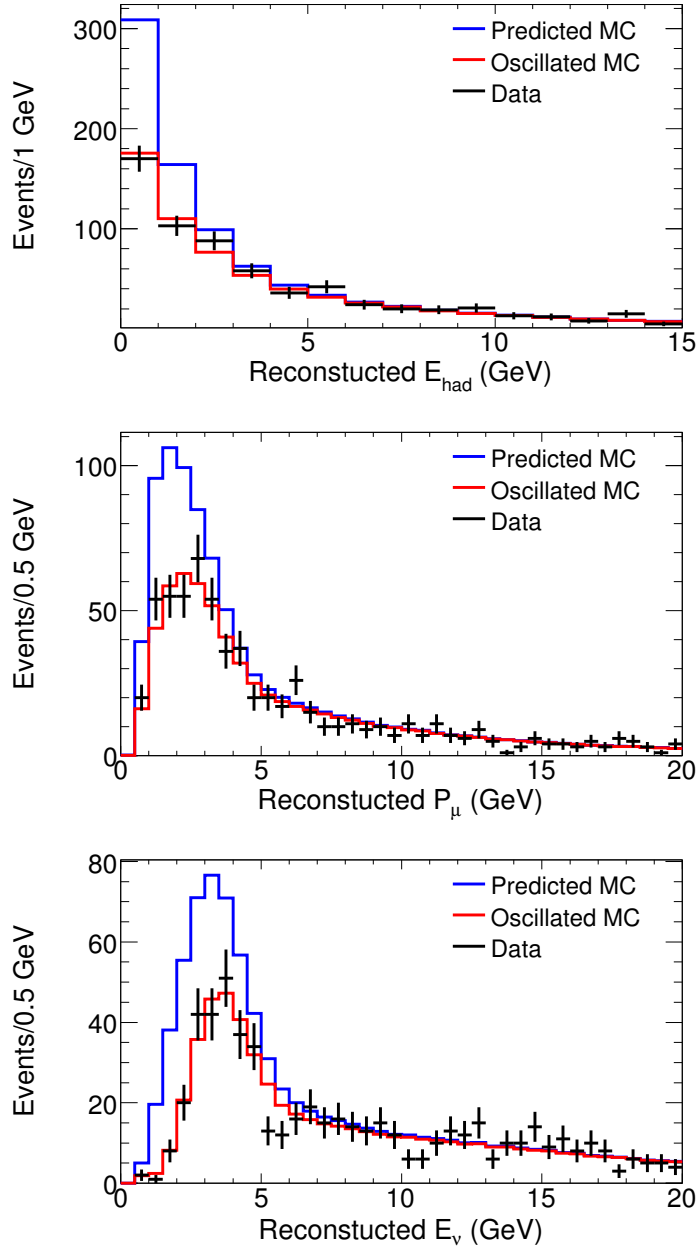 Events/1 GeV
300
200
100
Predicted MC
Oscillated MC
Data
0 5 10 15
Reconstucted E_had (GeV)
Events/0.5 GeV
100
50
0
Predicted MC
Oscillated MC
Data
0 5 10 15 20
Reconstucted P_μ (GeV)
Events/0.5 GeV
80
60
40
20
0
Predicted MC
Oscillated MC
Data
0 5 10 15 20
Reconstucted E_ν (GeV)